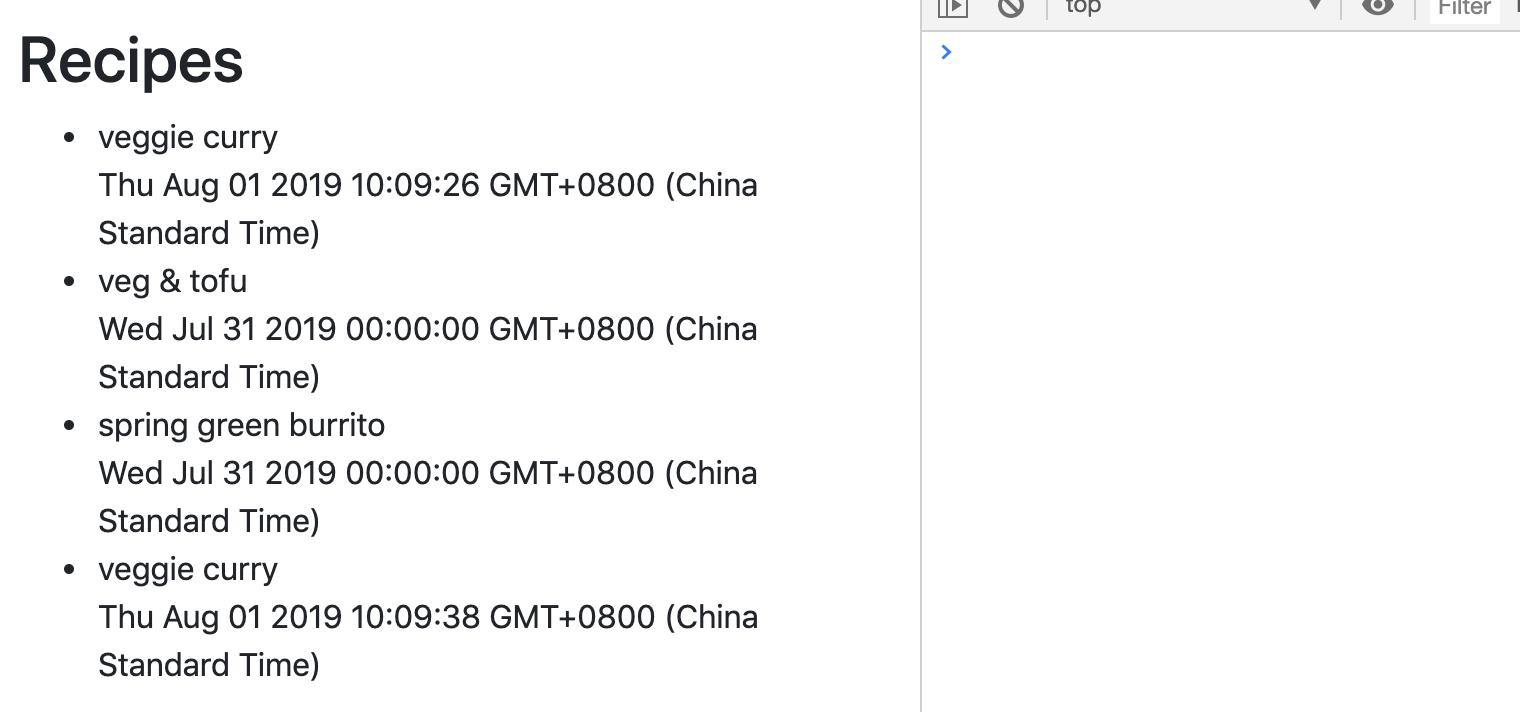 Recipes
veggie curry
Thu Aug 01 2019 10:09:26 GMT+0800 (China
Standard Time)
veg & tofu
Wed Jul 31 2019 00:00:00 GMT+0800 (China
Standard Time)
spring green burrito
Wed Jul 31 2019 00:00:00 GMT+0800 (China
Standard Time)
veggie curry
Thu Aug 01 2019 10:09:38 GMT+0800 (China
Standard Time)
top
Filter